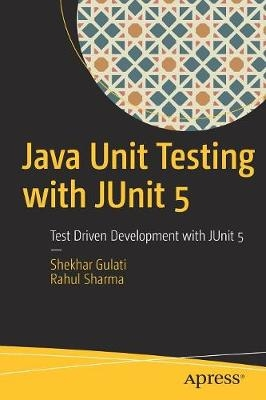 Java Unit Testing
with JUnit 5
Test Driven Development with JUnit 5
—
Shekhar Gulati
Rahul Sharma
Apress®